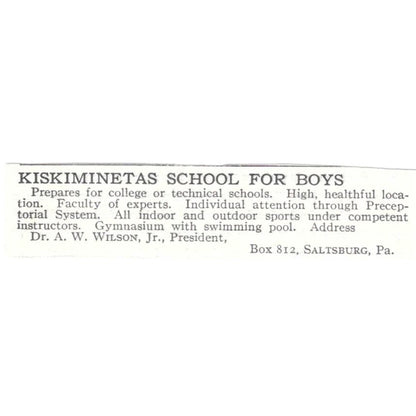 KISKIMINETAS SCHOOL FOR BOYS
Prepares for college or technical schools. High, healthful loca-
tion. Faculty of experts. Individual attention through Precep-
torial System. All indoor and outdoor sports under competent
instructors. Gymnasium with swimming pool. Address
Dr. A. W. WILSON, Jr., President,
Box 812, SALTSBURG, Pa.